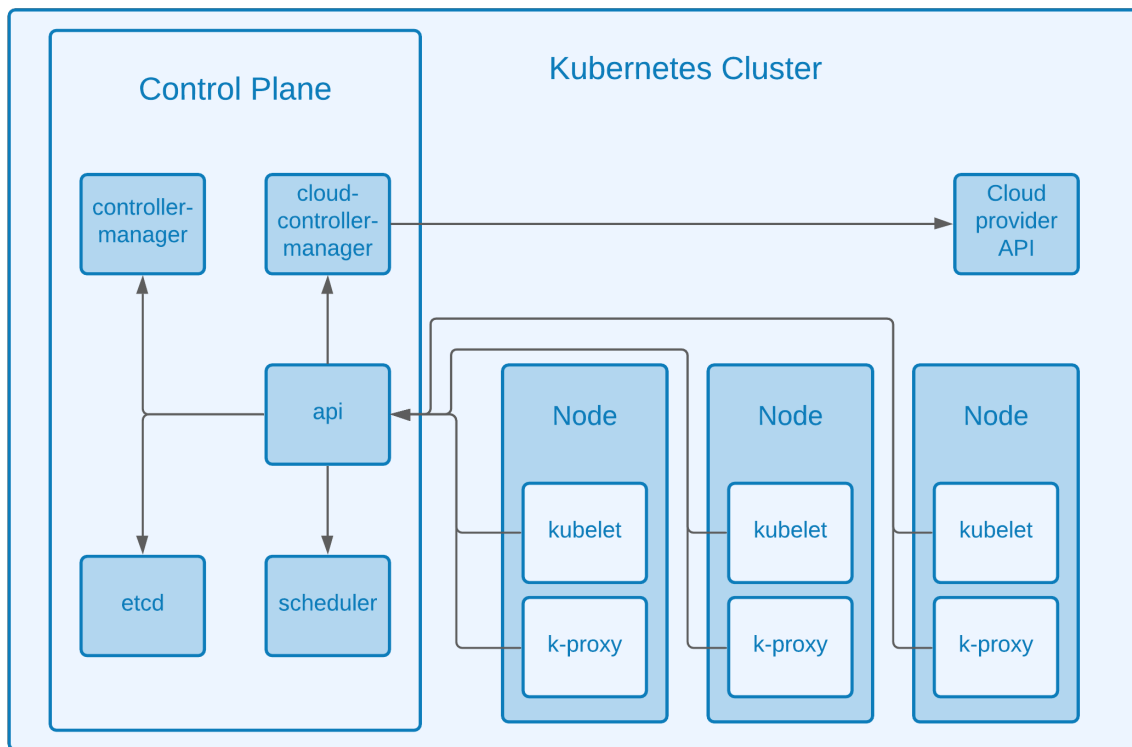 Kubernetes Cluster
Control Plane
controller-
manager
cloud-
controller-
manager
Cloud
provider
API
api
Node
Node
Node
kubelet
kubelet
kubelet
etcd
scheduler
k-proxy
k-proxy
k-proxy